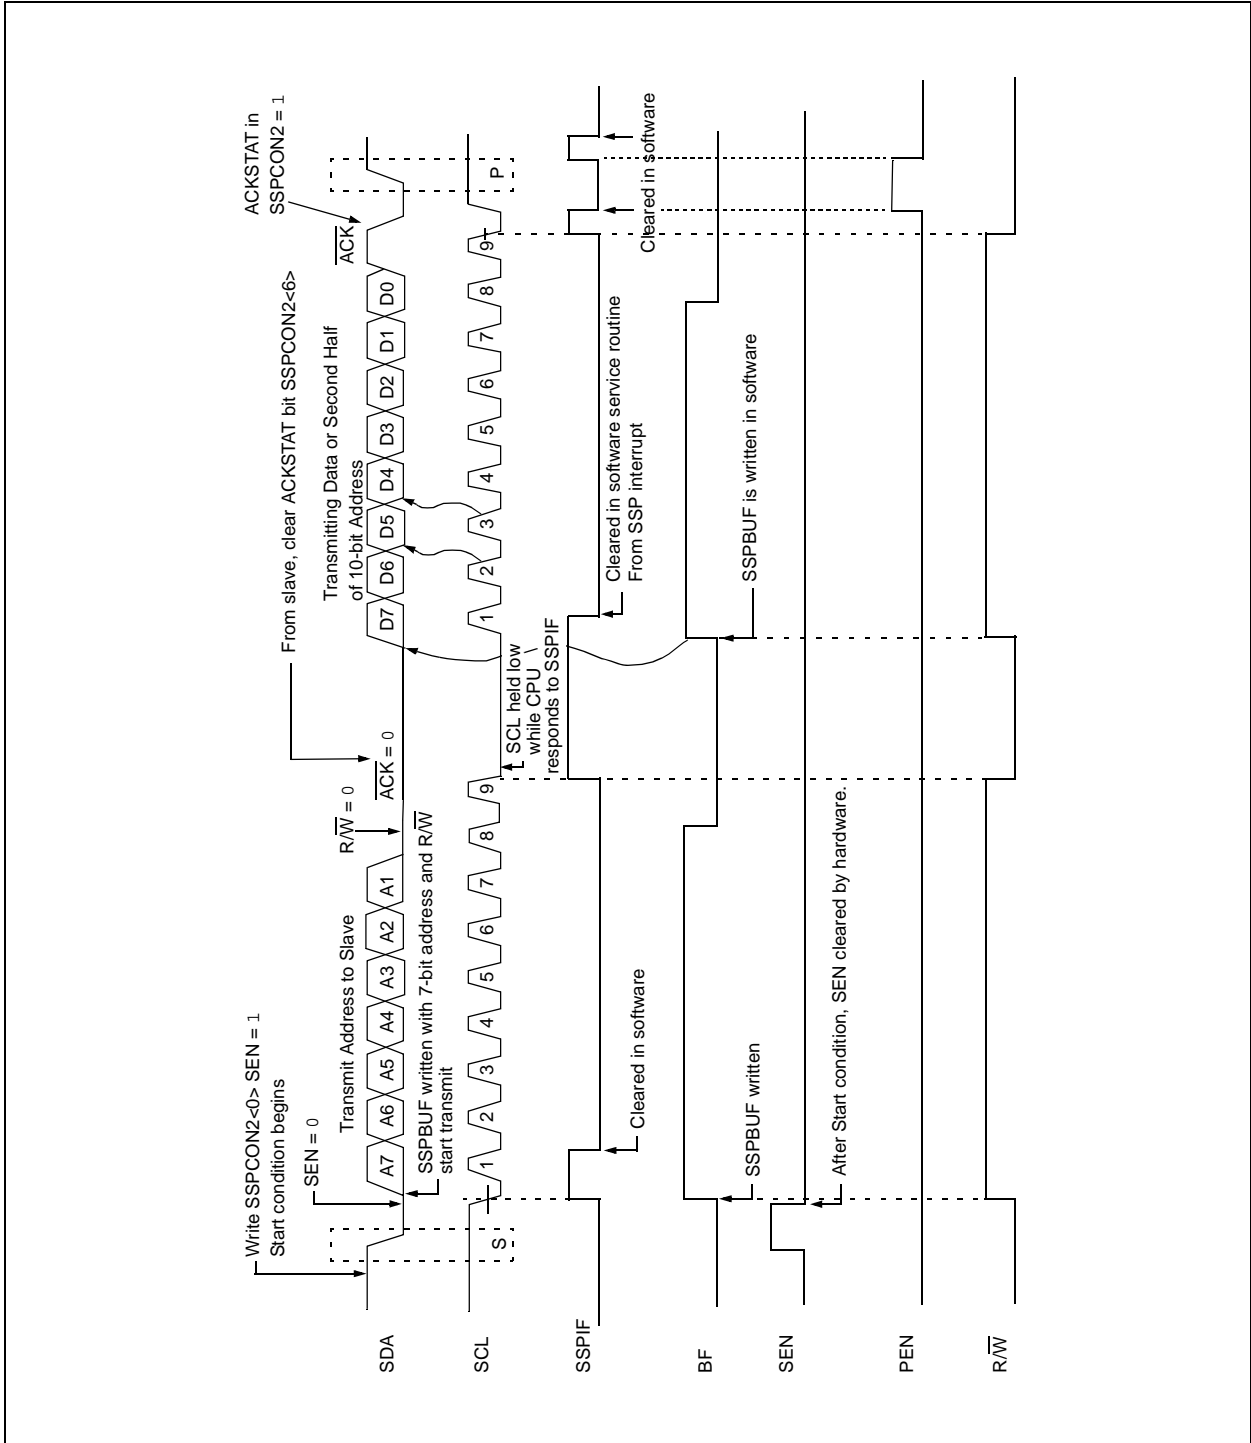 Write SSPCON2<0> SEN = 1
Start condition begins
SEN = 0
Transmit Address to Slave
R/W = 0
ACK = 0
From slave, clear ACKSTAT bit SSPCON2<6>
Transmitting Data or Second Half
of 10-bit Address
ACK
ACKSTAT in
SSPCON2 = 1
SDA
A7 A6 A5 A4 A3 A2 A1
D7 D6 D5 D4 D3 D2 D1 D0
SSPBUF written with 7-bit address and R/W
start transmit
SCL
S
1 2 3 4 5 6 7 8 9
1 2 3 4 5 6 7 8 9
P
SCL held low
while CPU
responds to SSPIF
SSPIF
Cleared in software
Cleared in software service routine
From SSP interrupt
Cleared in software
BF
SSPBUF written
SSPBUF is written in software
SEN
After Start condition, SEN cleared by hardware.
PEN
R/W